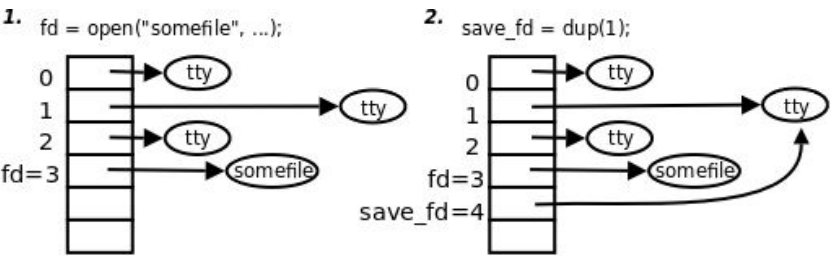 1. fd = open("somefile", ...);
0 tty
1 tty
2 tty
fd=3 somefile
2. save_fd = dup(1);
0 tty
1 tty
2 tty
fd=3 somefile
save_fd=4